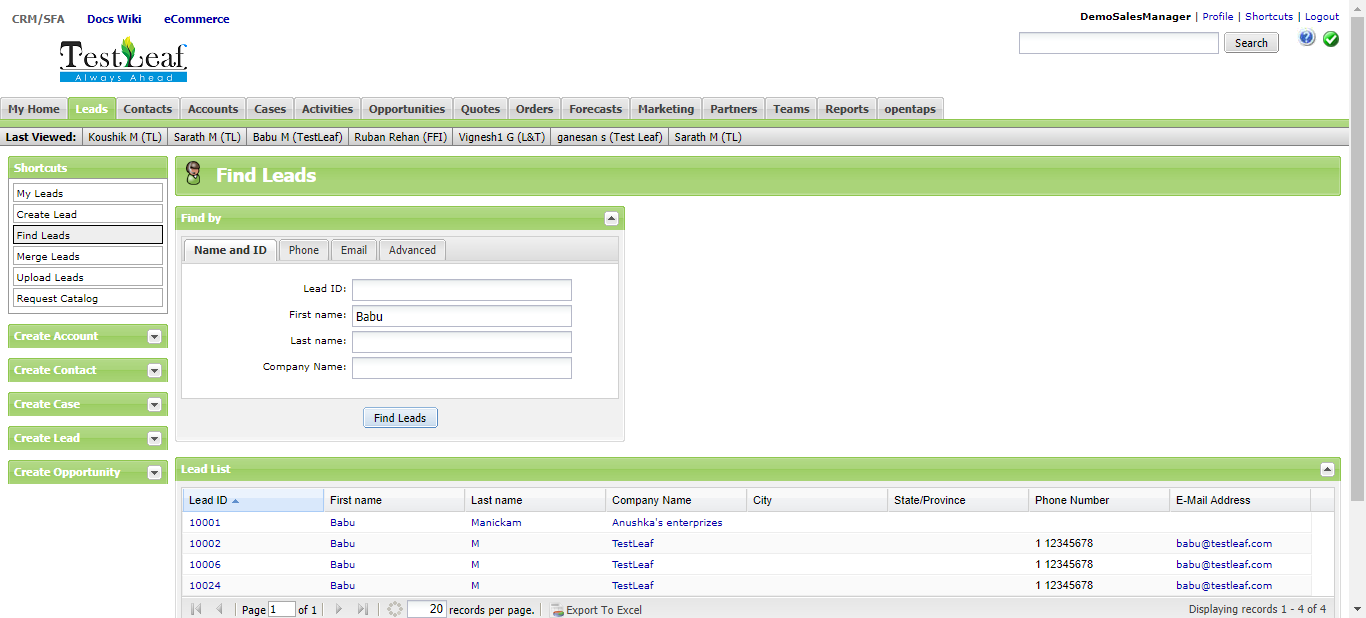 CRM/SFA Docs Wiki eCommerce
DemoSalesManager | Profile | Shortcuts | Logout
Search
TestLeaf
Always Ahead
My Home Leads Contacts Accounts Cases Activities Opportunities Quotes Orders Forecasts Marketing Partners Teams Reports opentaps
Last Viewed: Koushik M (TL) Sarath M (TL) Babu M (TestLeaf) Ruban Rehan (FFI) Vignesh1 G (L&T) ganesan s (Test Leaf) Sarath M (TL)
Shortcuts
My Leads
Create Lead
Find Leads
Merge Leads
Upload Leads
Request Catalog
Create Account
Create Contact
Create Case
Create Lead
Create Opportunity
Find Leads
Find by
Name and ID Phone Email Advanced
Lead ID:
First name: Babu
Last name:
Company Name:
Find Leads
Lead List
Lead ID First name Last name Company Name City State/Province Phone Number E-Mail Address
10001 Babu Manickam Anushka's enterprizes
10002 Babu M TestLeaf 1 12345678 babu@testleaf.com
10006 Babu M TestLeaf 1 12345678 babu@testleaf.com
10024 Babu M TestLeaf 1 12345678 babu@testleaf.com
Page 1 of 1 20 records per page. Export To Excel Displaying records 1 - 4 of 4